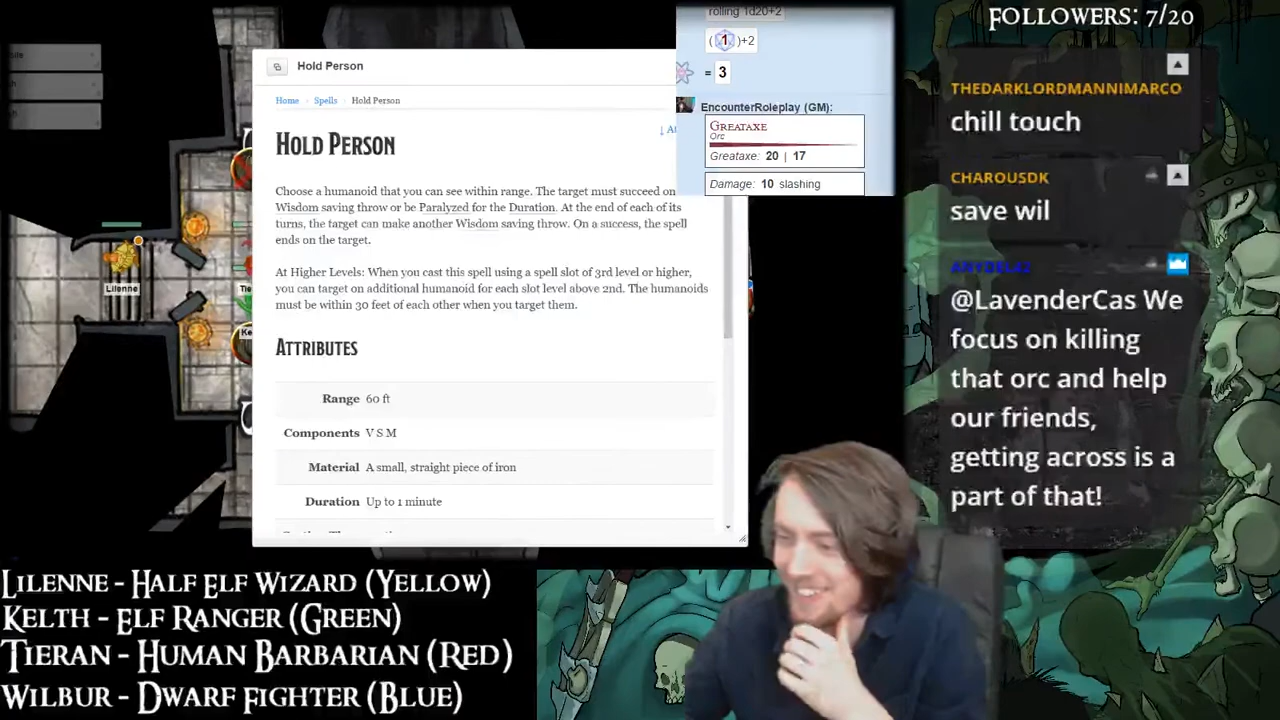 Hold Person
Home
Spells
Hold Person
↓ At
HOLD PERSON
Choose a humanoid that you can see within range. The target must succeed on
Wisdom saving throw or be Paralyzed for the Duration. At the end of each of its
turns, the target can make another Wisdom saving throw. On a success, the spell
ends on the target.
At Higher Levels: When you cast this spell using a spell slot of 3rd level or higher,
you can target on additional humanoid for each slot level above 2nd. The humanoids
must be within 30 feet of each other when you target them.
ATTRIBUTES
Range 60 ft
Components V S M
Material A small, straight piece of iron
Duration Up to 1 minute
rolling 1d20+2
(1)+2
= 3
EncounterRoleplay (GM):
GREATAXE
Orc
Greataxe: 20 | 17
Damage: 10 slashing
Lilenne
FOLLOWERS: 7/20
THEDARKLORDMANNIMARCO
chill touch
CHAROUSDK
save wil
@LavenderCas We
focus on killing
that orc and help
our friends,
getting across is a
part of that!
LILENNE - HALF ELF WIZARD (YELLOW)
KELTH - ELF RANGER (GREEN)
TIERAN - HUMAN BARBARIAN (RED)
WILBUR - DWARF FIGHTER (BLUE)